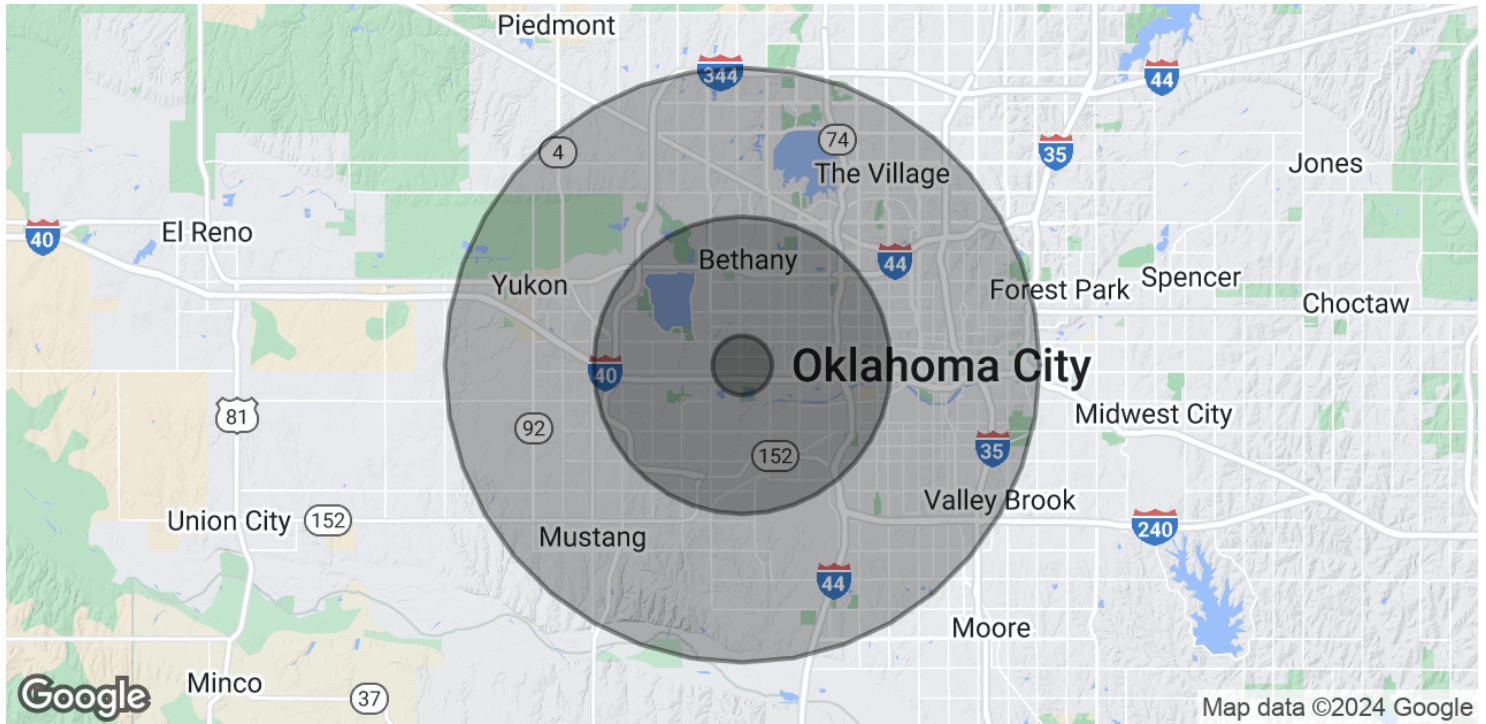 Piedmont
344
44
74
4
35
The Village
Jones
El Reno
40
Bethany
44
Yukon
Forest Park
Spencer
Choctaw
Oklahoma City
40
81
92
Midwest City
152
35
Valley Brook
Union City
152
Mustang
240
44
Moore
Minco
37
Google
Map data ©2024 Google